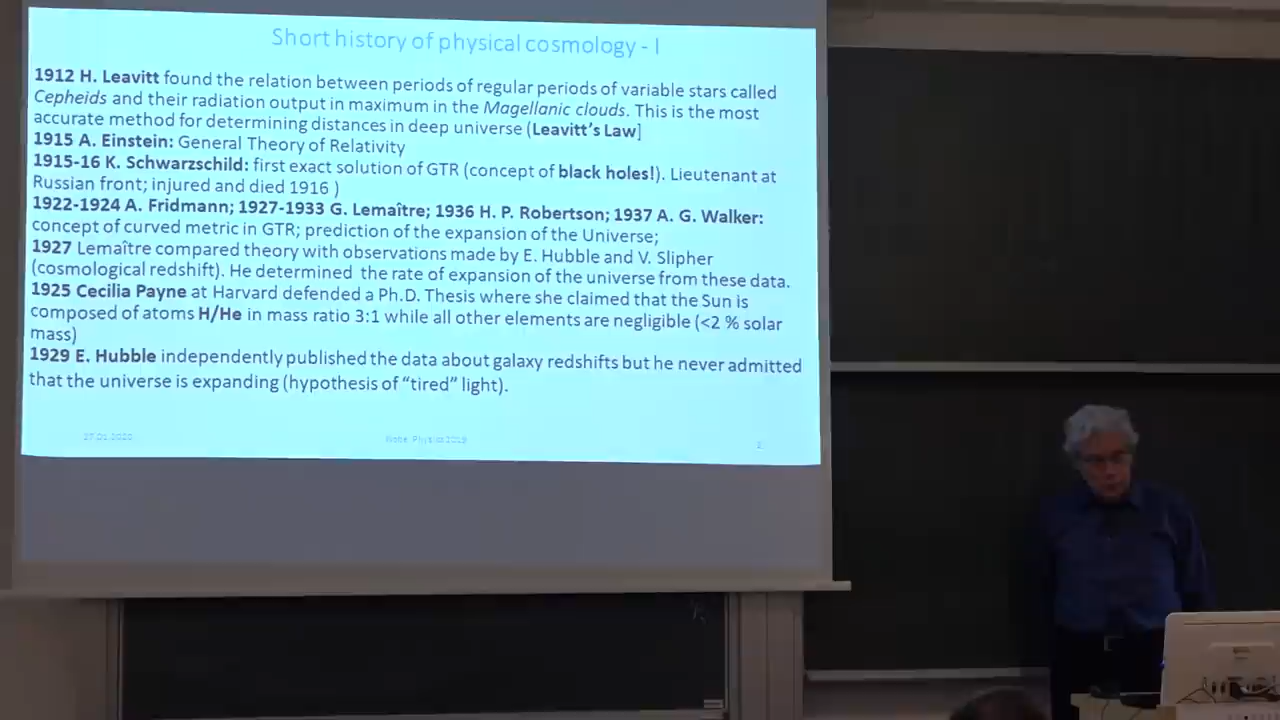 Short history of physical cosmology - I
1912 H. Leavitt found the relation between periods of regular periods of variable stars called
Cepheids and their radiation output in maximum in the Magellanic clouds. This is the most
accurate method for determining distances in deep universe (Leavitt's Law]
1915 A. Einstein: General Theory of Relativity
1915-16 K. Schwarzschild: first exact solution of GTR (concept of black holes!). Lieutenant at
Russian front; injured and died 1916 )
1922-1924 A. Fridmann; 1927-1933 G. Lemaître; 1936 H. P. Robertson; 1937 A. G. Walker:
concept of curved metric in GTR; prediction of the expansion of the Universe;
1927 Lemaître compared theory with observations made by E. Hubble and V. Slipher
(cosmological redshift). He determined the rate of expansion of the universe from these data.
1925 Cecilia Payne at Harvard defended a Ph.D. Thesis where she claimed that the Sun is
composed of atoms H/He in mass ratio 3:1 while all other elements are negligible (<2 % solar
mass)
1929 E. Hubble independently published the data about galaxy redshifts but he never admitted
that the universe is expanding (hypothesis of "tired" light).
27.01.2020
Physics 2019